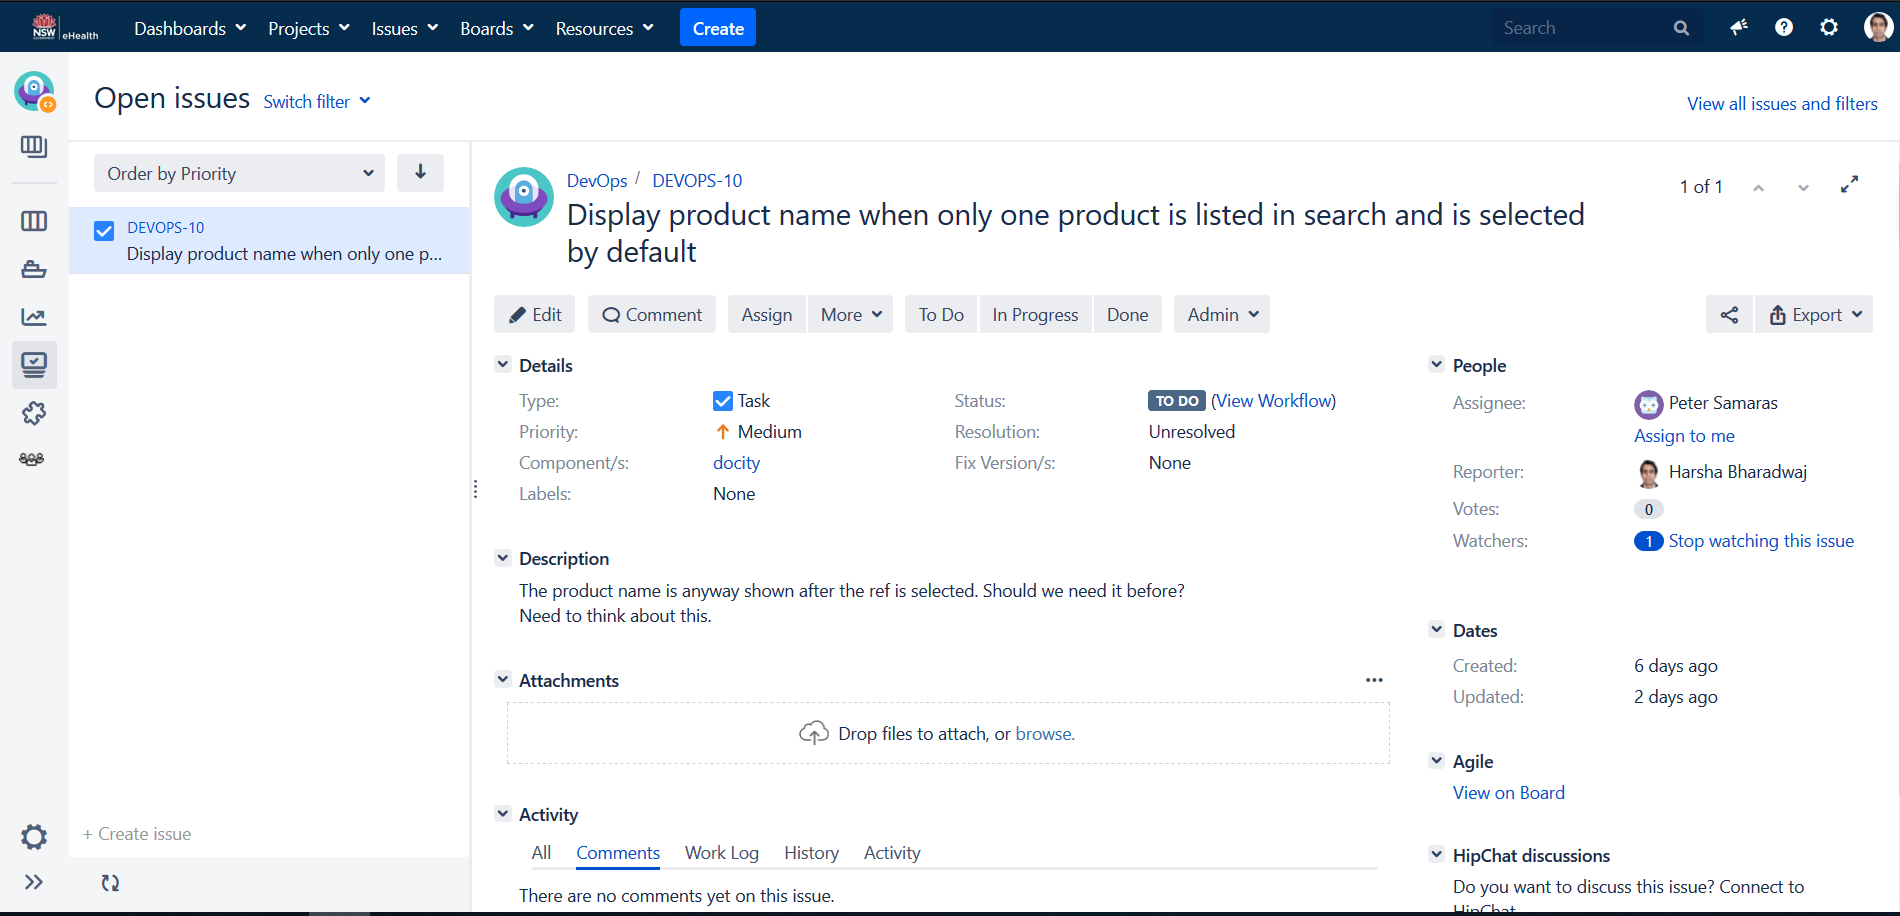 NSW eHealth
Dashboards Projects Issues Boards Resources Create Search
Open issues Switch filter
View all issues and filters
Order by Priority
DEVOPS-10
Display product name when only one p...
+ Create issue
DevOps / DEVOPS-10
1 of 1
Display product name when only one product is listed in search and is selected
by default
Edit Comment Assign More To Do In Progress Done Admin Export
Details
Type: Task Status: TO DO (View Workflow)
Priority: Medium Resolution: Unresolved
Component/s: docity Fix Version/s: None
Labels: None
Description
The product name is anyway shown after the ref is selected. Should we need it before?
Need to think about this.
Attachments
Drop files to attach, or browse.
Activity
All Comments Work Log History Activity
There are no comments yet on this issue.
People
Assignee: Peter Samaras
Assign to me
Reporter: Harsha Bharadwaj
Votes: 0
Watchers: 1 Stop watching this issue
Dates
Created: 6 days ago
Updated: 2 days ago
Agile
View on Board
HipChat discussions
Do you want to discuss this issue? Connect to
HipChat